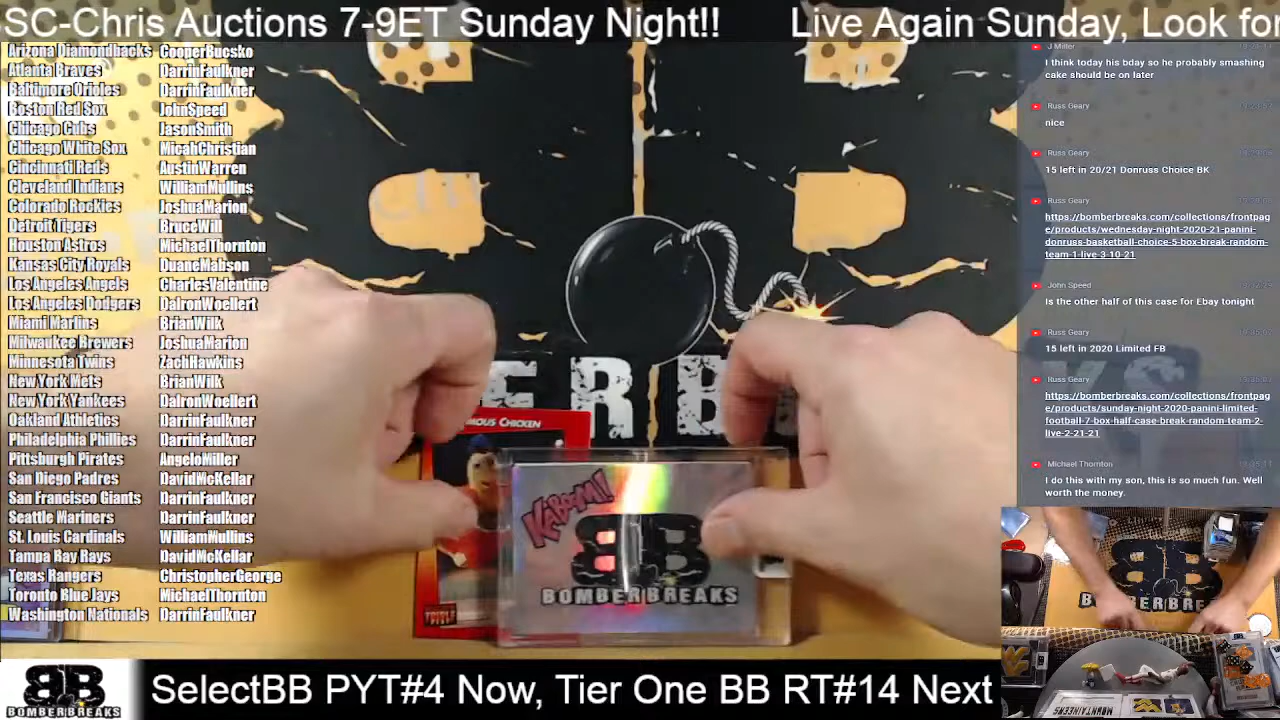 SC-Chris Auctions 7-9ET Sunday Night!! Live Again Sunday, Look for
Arizona Diamondbacks CooperBucsko
Atlanta Braves DarrinFaulkner
Baltimore Orioles DarrinFaulkner
Boston Red Sox JohnSpeed
Chicago Cubs JasonSmith
Chicago White Sox MicahChristian
Cincinnati Reds AustinWarren
Cleveland Indians WilliamMullins
Colorado Rockies JoshuaMarion
Detroit Tigers BruceWill
Houston Astros MichaelThornton
Kansas City Royals DuaneMabson
Los Angeles Angels CharlesValentine
Los Angeles Dodgers DalronWoellert
Miami Marlins BrianWilk
Milwaukee Brewers JoshuaMarion
Minnesota Twins ZachHawkins
New York Mets BrianWilk
New York Yankees DalronWoellert
Oakland Athletics DarrinFaulkner
Philadelphia Phillies DarrinFaulkner
Pittsburgh Pirates AngeloMiller
San Diego Padres DavidMcKellar
San Francisco Giants DarrinFaulkner
Seattle Mariners DarrinFaulkner
St. Louis Cardinals WilliamMullins
Tampa Bay Rays DavidMcKellar
Texas Rangers ChristopherGeorge
Toronto Blue Jays MichaelThornton
Washington Nationals DarrinFaulkner
ER B
MOUS CHICKEN
TRIPLE
KABOOM!
BB
BOMBERBREAKS
J Miller
I think today his bday so he probably smashing
cake should be on later
Russ Geary
nice
Russ Geary
15 left in 20/21 Donruss Choice BK
Russ Geary
https://bomberbreaks.com/collections/frontpag
e/products/wednesday-night-2020-21-panini-
donruss-basketball-choice-5-box-break-random-
team-1-live-3-10-21
John Speed
Is the other half of this case for Ebay tonight
Russ Geary
15 left in 2020 Limited FB
Russ Geary
https://bomberbreaks.com/collections/frontpag
e/products/sunday-night-2020-panini-limited-
football-7-box-half-case-break-random-team-2-
live-2-21-21
Michael Thornton
I do this with my son, this is so much fun. Well
worth the money.
BOMBERBRE
MOUNTAINEERS
BB
BOMBERBREAKS
SelectBB PYT#4 Now, Tier One BB RT#14 Next